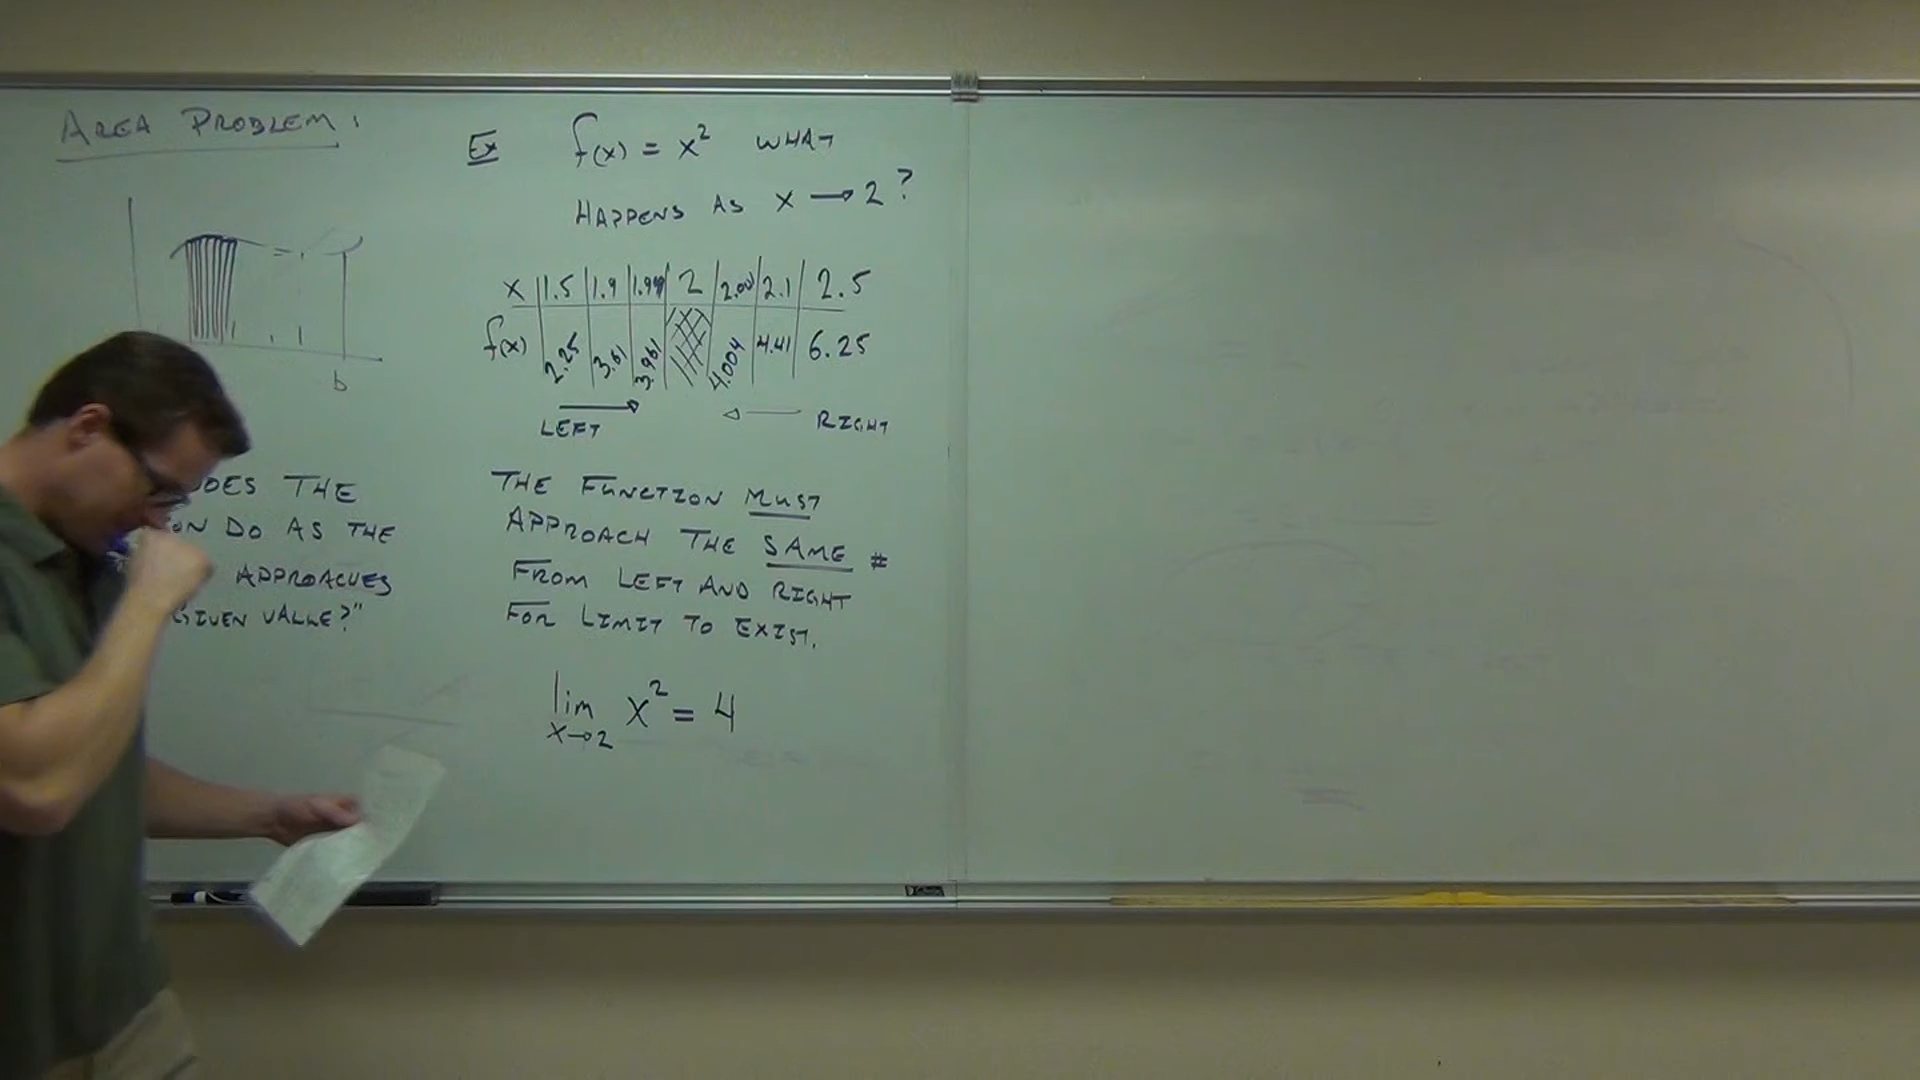 AREA PROBLEM:
b
DOES THE
DO AS THE
APPROACHES
GIVEN VALUE?"
Ex f(x) = x² WHAT
HAPPENS AS x → 2?
x 1.5 1.9 1.99 2 2.001 2.1 2.5
f(x) 2.25 3.61 3.961 4.004 4.41 6.25
LEFT → ← RIGHT
THE FUNCTION MUST
APPROACH THE SAME #
FROM LEFT AND RIGHT
FOR LIMIT TO EXIST.
lim x² = 4
x→2